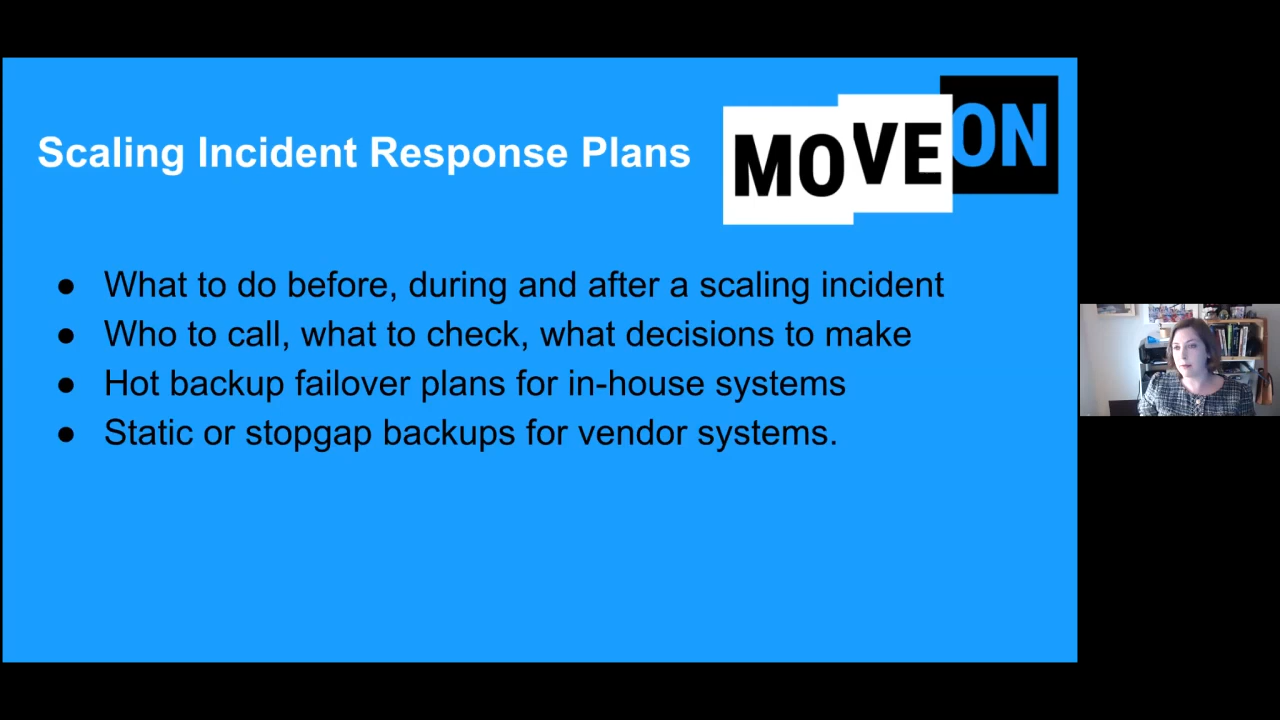 Scaling Incident Response Plans
MOVEON
● What to do before, during and after a scaling incident
● Who to call, what to check, what decisions to make
● Hot backup failover plans for in-house systems
● Static or stopgap backups for vendor systems.